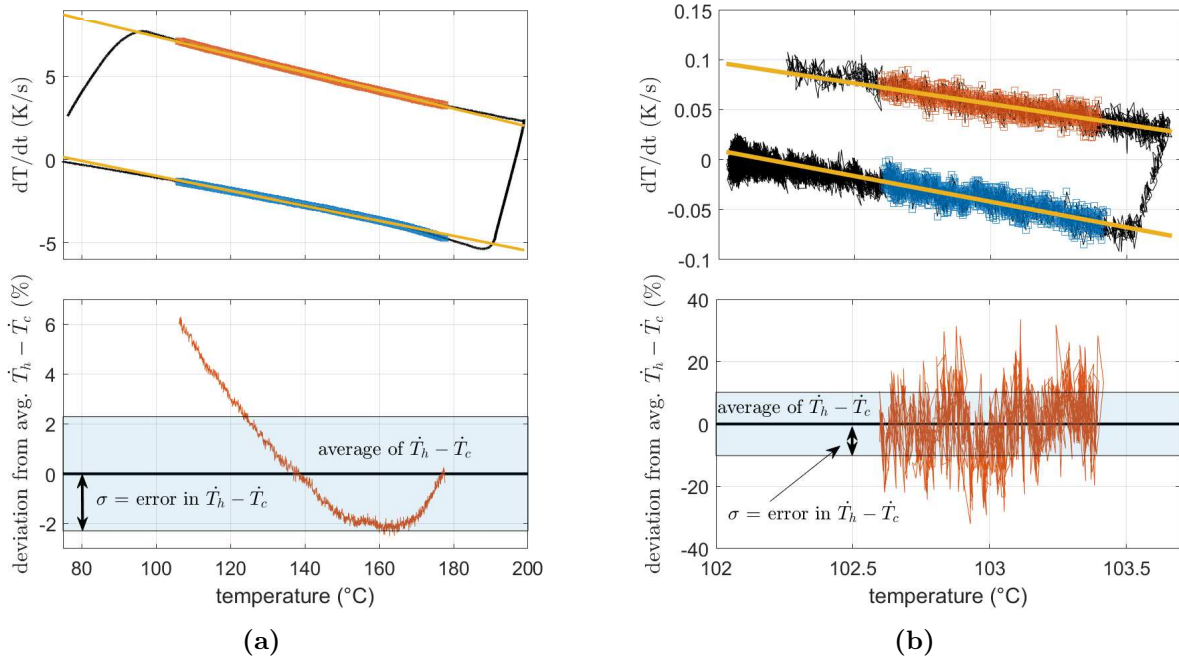 dT/dt (K/s)
5
0
-5
deviation from avg. Ṫh − Ṫc (%)
6
4
2
0
-2
average of Ṫh − Ṫc
σ = error in Ṫh − Ṫc
80 100 120 140 160 180 200
temperature (°C)
(a)
dT/dt (K/s)
0.15
0.1
0.05
0
-0.05
-0.1
deviation from avg. Ṫh − Ṫc (%)
40
20
0
-20
-40
average of Ṫh − Ṫc
σ = error in Ṫh − Ṫc
102 102.5 103 103.5
temperature (°C)
(b)